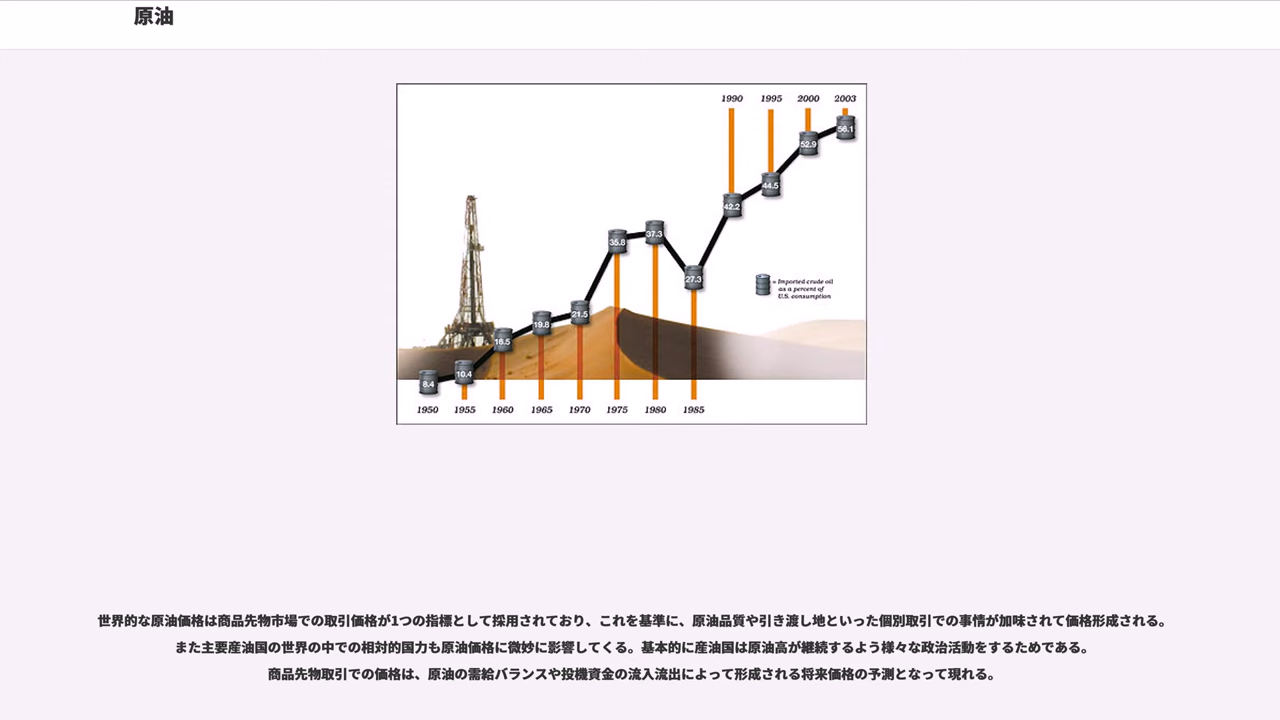 原油
1990 1995 2000 2003
56.1
52.9
44.5
42.2
37.3
35.8
27.3
= Imported crude oil
as a percent of
U.S. consumption
21.5
19.8
16.5
10.4
8.4
1950 1955 1960 1965 1970 1975 1980 1985
世界的な原油価格は商品先物市場での取引価格が1つの指標として採用されており、これを基準に、原油品質や引き渡し地といった個別取引での事情が加味されて価格形成される。
また主要産油国の世界の中での相対的国力も原油価格に微妙に影響してくる。基本的に産油国は原油高が継続するよう様々な政治活動をするためである。
商品先物取引での価格は、原油の需給バランスや投機資金の流入流出によって形成される将来価格の予測となって現れる。